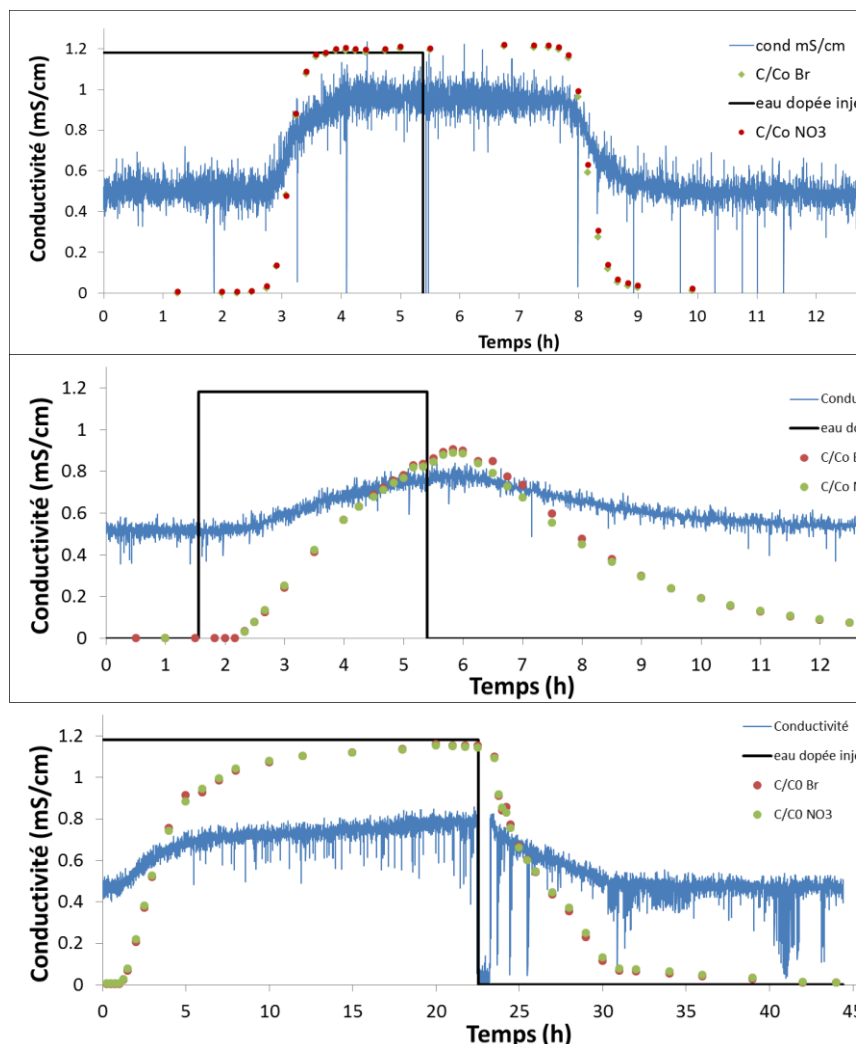 Conductivité (mS/cm)
1.2
1
0.8
0.6
0.4
0.2
0
cond mS/cm
C/Co Br
eau dopée inje
C/Co NO3
0 1 2 3 4 5 6 7 8 9 10 11 12
Temps (h)
Conductivité (mS/cm)
1.2
1
0.8
0.6
0.4
0.2
0
Condu
eau do
C/Co B
C/Co N
0 1 2 3 4 5 6 7 8 9 10 11 12
Temps (h)
Conductivité (mS/cm)
1.2
1
0.8
0.6
0.4
0.2
0
Conductivité
eau dopée inje
C/C0 Br
C/C0 NO3
0 5 10 15 20 25 30 35 40 45
Temps (h)